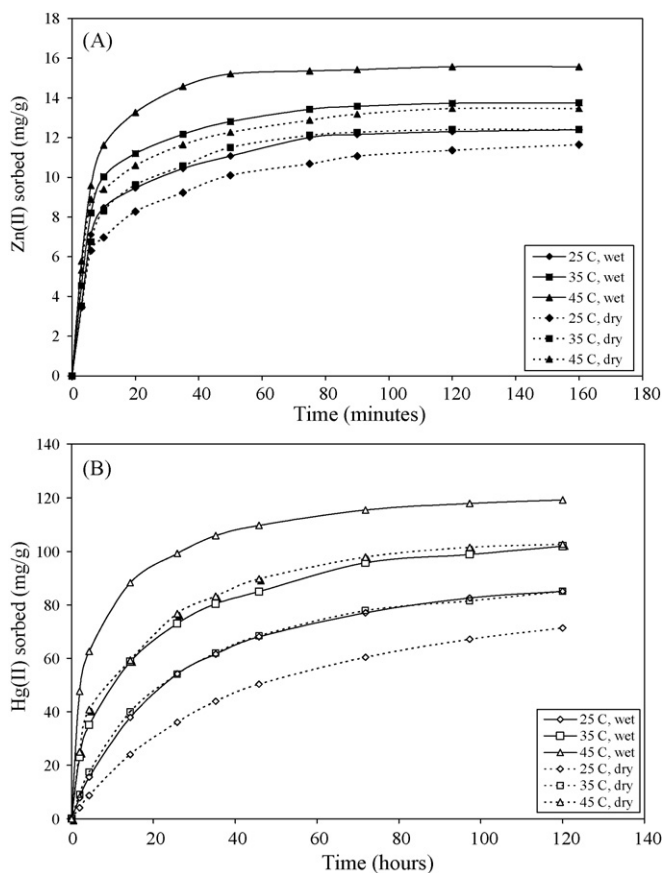 (A)
Zn(II) sorbed (mg/g)
18
16
14
12
10
8
6
4
2
0
0 20 40 60 80 100 120 140 160 180
Time (minutes)
25 C, wet
35 C, wet
45 C, wet
25 C, dry
35 C, dry
45 C, dry
(B)
Hg(II) sorbed (mg/g)
140
120
100
80
60
40
20
0
0 20 40 60 80 100 120 140
Time (hours)
25 C, wet
35 C, wet
45 C, wet
25 C, dry
35 C, dry
45 C, dry